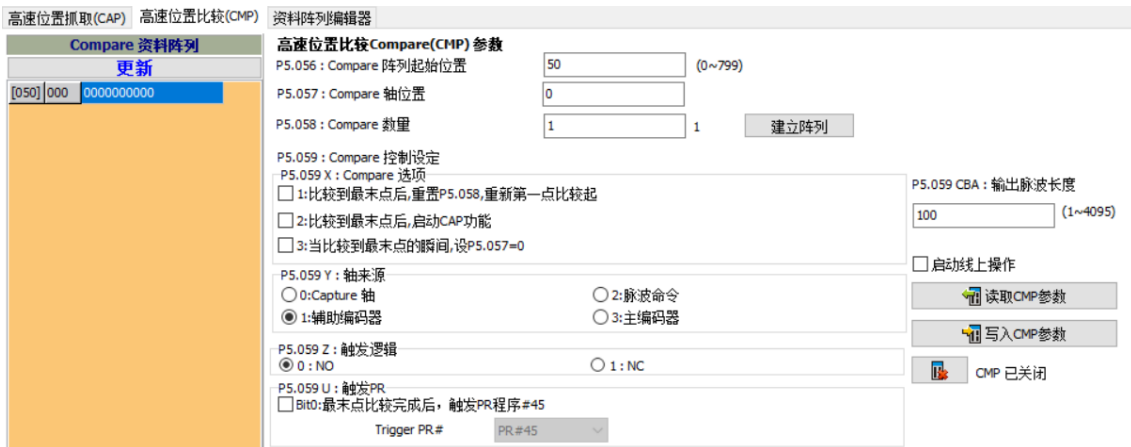 高速位置抓取(CAP) 高速位置比较(CMP) 资料阵列编辑器
Compare 资料阵列
更新
[050] 000 0000000000
高速位置比较Compare(CMP) 参数
P5.056 : Compare 阵列起始位置 50 (0~799)
P5.057 : Compare 轴位置 0
P5.058 : Compare 数量 1 1 建立阵列
P5.059 : Compare 控制设定
P5.059 X : Compare 选项
1:比较到最末点后,重置P5.058,重新第一点比较起
2:比较到最末点后,启动CAP功能
3:当比较到最末点的瞬间,设P5.057=0
P5.059 Y : 轴来源
0:Capture 轴 2:脉波命令
1:辅助编码器 3:主编码器
P5.059 Z : 触发逻辑
0 : NO 1 : NC
P5.059 U : 触发PR
Bit0:最末点比较完成后，触发PR程序#45
Trigger PR# PR#45
P5.059 CBA : 输出脉波长度
100 (1~4095)
启动线上操作
读取CMP参数
写入CMP参数
CMP 已关闭